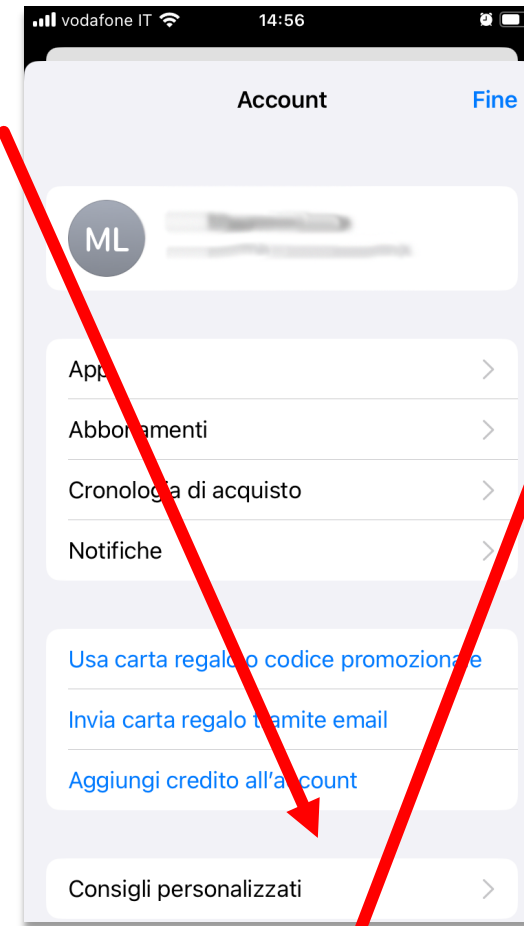 vodafone IT 14:56
Account Fine
ML
App
Abbonamenti
Cronologia di acquisto
Notifiche
Usa carta regalo o codice promozionale
Invia carta regalo tramite email
Aggiungi credito all'account
Consigli personalizzati